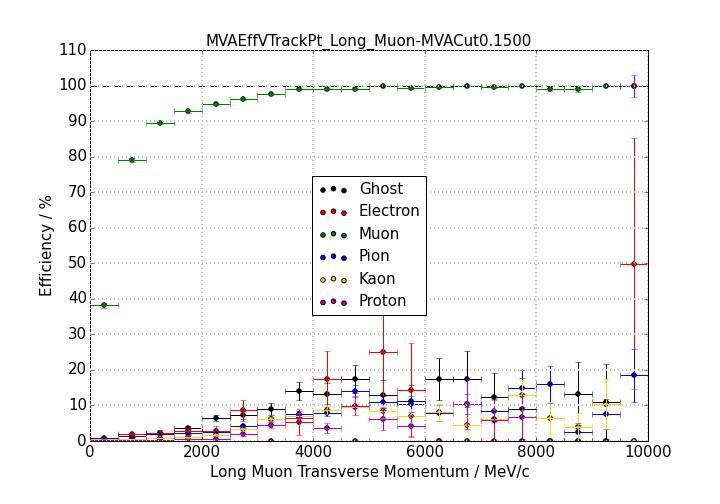 MVAEffVTrackPt_Long_Muon-MVACut0.1500
110
100
90
80
70
60
50
40
30
20
10
0
Efficiency / %
Ghost
Electron
Muon
Pion
Kaon
Proton
0 2000 4000 6000 8000 10000
Long Muon Transverse Momentum / MeV/c